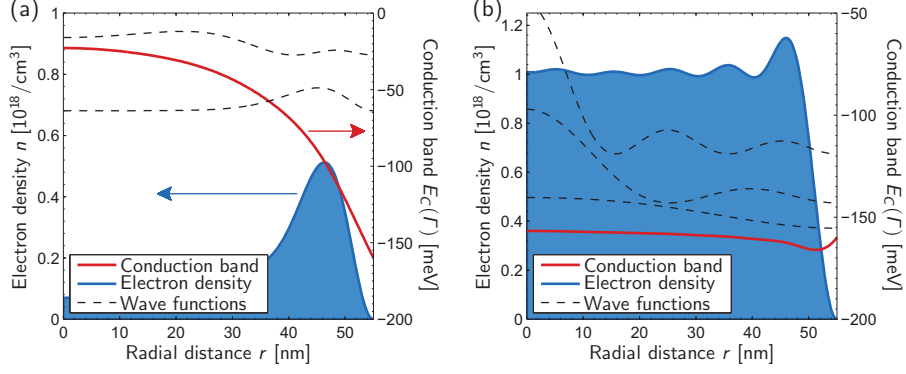 (a)
Electron density n [10^18/cm^3]
1
0.8
0.6
0.4
0.2
0
0
−50
−100
−150
−200
Conduction band E_C(Γ) [meV]
Conduction band
Electron density
Wave functions
0 10 20 30 40 50
Radial distance r [nm]
(b)
Electron density n [10^18/cm^3]
1.2
1
0.8
0.6
0.4
0.2
0
−50
−100
−150
−200
Conduction band E_C(Γ) [meV]
Conduction band
Electron density
Wave functions
0 10 20 30 40 50
Radial distance r [nm]